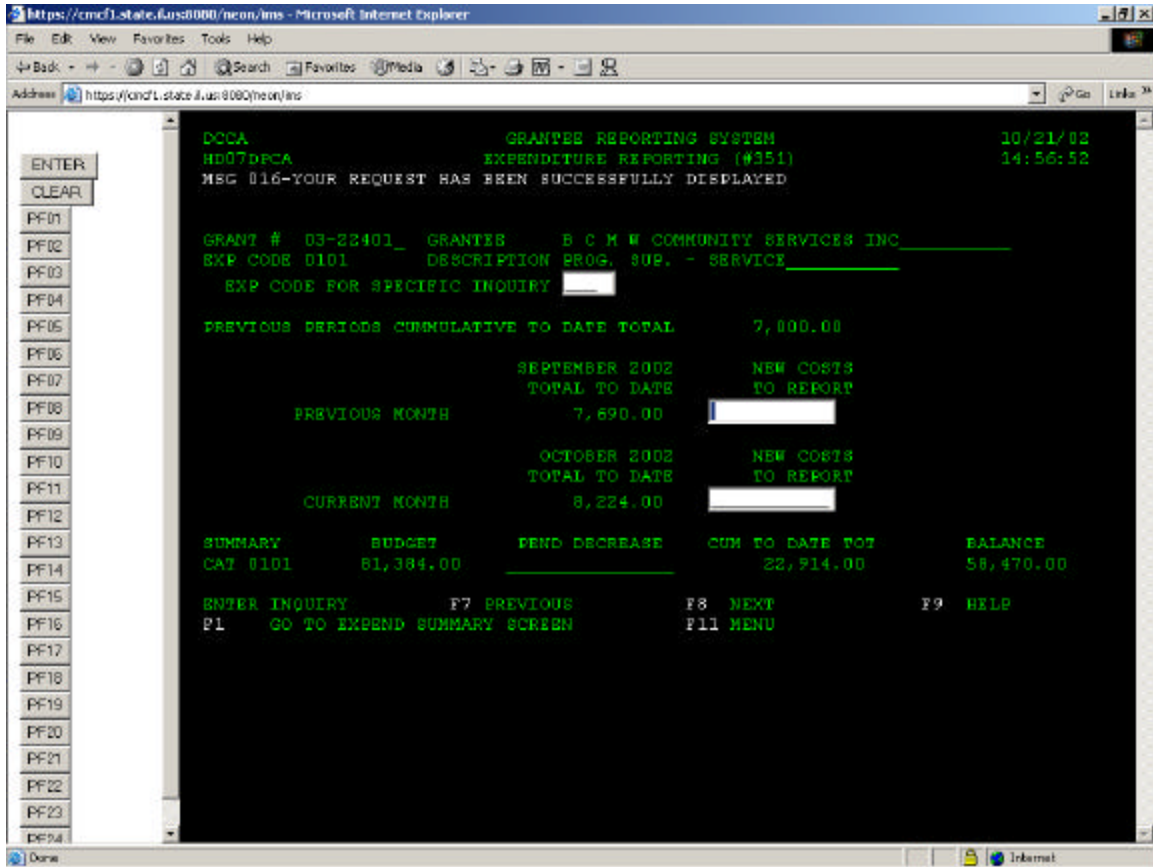 https://cmcf1.state.il.us:8080/neon/ims - Microsoft Internet Explorer
File Edit View Favorites Tools Help
Back Search Favorites Media
Address https://cmcf1.state.il.us:8080/neon/ims Go Links
ENTER
CLEAR
PF01
PF02
PF03
PF04
PF05
PF06
PF07
PF08
PF09
PF10
PF11
PF12
PF13
PF14
PF15
PF16
PF17
PF18
PF19
PF20
PF21
PF22
PF23
PF24
DCCA GRANTEE REPORTING SYSTEM 10/21/02
HD07DPCA EXPENDITURE REPORTING (#351) 14:56:52
MSG 016-YOUR REQUEST HAS BEEN SUCCESSFULLY DISPLAYED
GRANT # 03-22401_ GRANTEE B C M W COMMUNITY SERVICES INC
EXP CODE 0101 DESCRIPTION PROG. SUP. - SERVICE
EXP CODE FOR SPECIFIC INQUIRY
PREVIOUS PERIODS CUMMULATIVE TO DATE TOTAL 7,000.00
SEPTEMBER 2002 NEW COSTS
TOTAL TO DATE TO REPORT
PREVIOUS MONTH 7,690.00
OCTOBER 2002 NEW COSTS
TOTAL TO DATE TO REPORT
CURRENT MONTH 8,224.00
SUMMARY BUDGET PEND DECREASE CUM TO DATE TOT BALANCE
CAT 0101 81,384.00 22,914.00 58,470.00
ENTER INQUIRY F7 PREVIOUS F8 NEXT F9 HELP
F1 GO TO EXPEND SUMMARY SCREEN F11 MENU
Done Internet